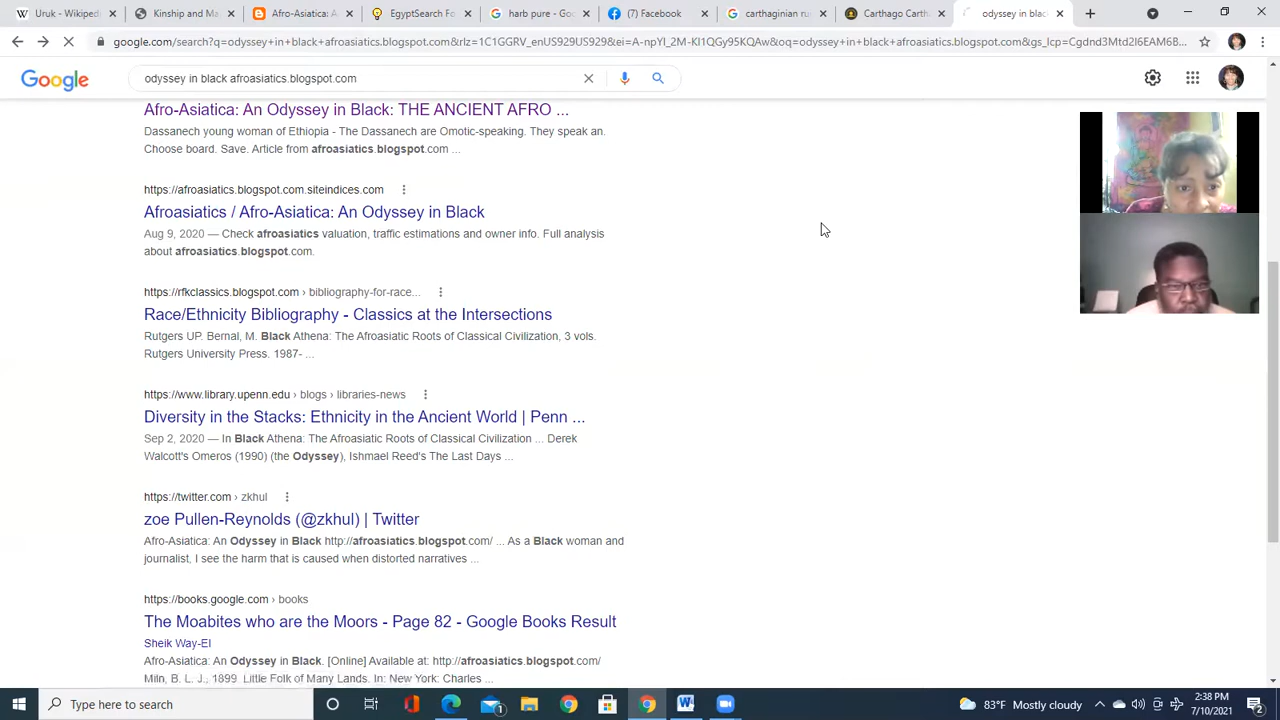 Uruk - Wikiped
Kinship and Ma
Afro-Asiatica: A
EgyptSearch Fo
harb pure - Go
Facebook
carthaginian ru
Carthago Carth
odyssey in blac
google.com/search?q=odyssey+in+black+afroasiatics.blogspot.com&rlz=1C1GGRV_enUS929US929&ei=A-npYI_2M-KI1QGy95KQAw&oq=odyssey+in+black+afroasiatics.blogspot.com&gs_lcp=Cgdnd3Mtd2l6EAM6B...
Google
odyssey in black afroasiatics.blogspot.com
Afro-Asiatica: An Odyssey in Black: THE ANCIENT AFRO ...
Dassanech young woman of Ethiopia - The Dassanech are Omotic-speaking. They speak an.
Choose board. Save. Article from afroasiatics.blogspot.com ...
https://afroasiatics.blogspot.com.siteindices.com
Afroasiatics / Afro-Asiatica: An Odyssey in Black
Aug 9, 2020 — Check afroasiatics valuation, traffic estimations and owner info. Full analysis
about afroasiatics.blogspot.com.
https://rfkclassics.blogspot.com › bibliography-for-race...
Race/Ethnicity Bibliography - Classics at the Intersections
Rutgers UP. Bernal, M. Black Athena: The Afroasiatic Roots of Classical Civilization, 3 vols.
Rutgers University Press. 1987- ...
https://www.library.upenn.edu › blogs › libraries-news
Diversity in the Stacks: Ethnicity in the Ancient World | Penn ...
Sep 2, 2020 — In Black Athena: The Afroasiatic Roots of Classical Civilization ... Derek
Walcott's Omeros (1990) (the Odyssey), Ishmael Reed's The Last Days ...
https://twitter.com › zkhul
zoe Pullen-Reynolds (@zkhul) | Twitter
Afro-Asiatica: An Odyssey in Black http://afroasiatics.blogspot.com/ ... As a Black woman and
journalist, I see the harm that is caused when distorted narratives ...
https://books.google.com › books
The Moabites who are the Moors - Page 82 - Google Books Result
Sheik Way-El
Afro-Asiatica: An Odyssey in Black. [Online] Available at: http://afroasiatics.blogspot.com/
Miln, B. L. J., 1899. Little Folk of Many Lands. In: New York: Charles ...
Type here to search
83°F Mostly cloudy
2:38 PM
7/10/2021